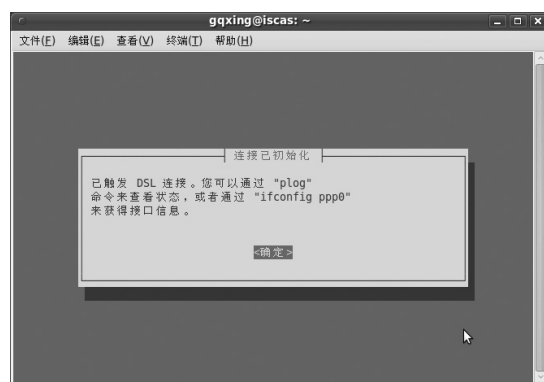 gqxing@iscas: ~
文件(F) 编辑(E) 查看(V) 终端(T) 帮助(H)
连接已初始化
已触发 DSL 连接。您可以通过 "plog"
命令来查看状态，或者通过 "ifconfig ppp0"
来获得接口信息。
<确定>